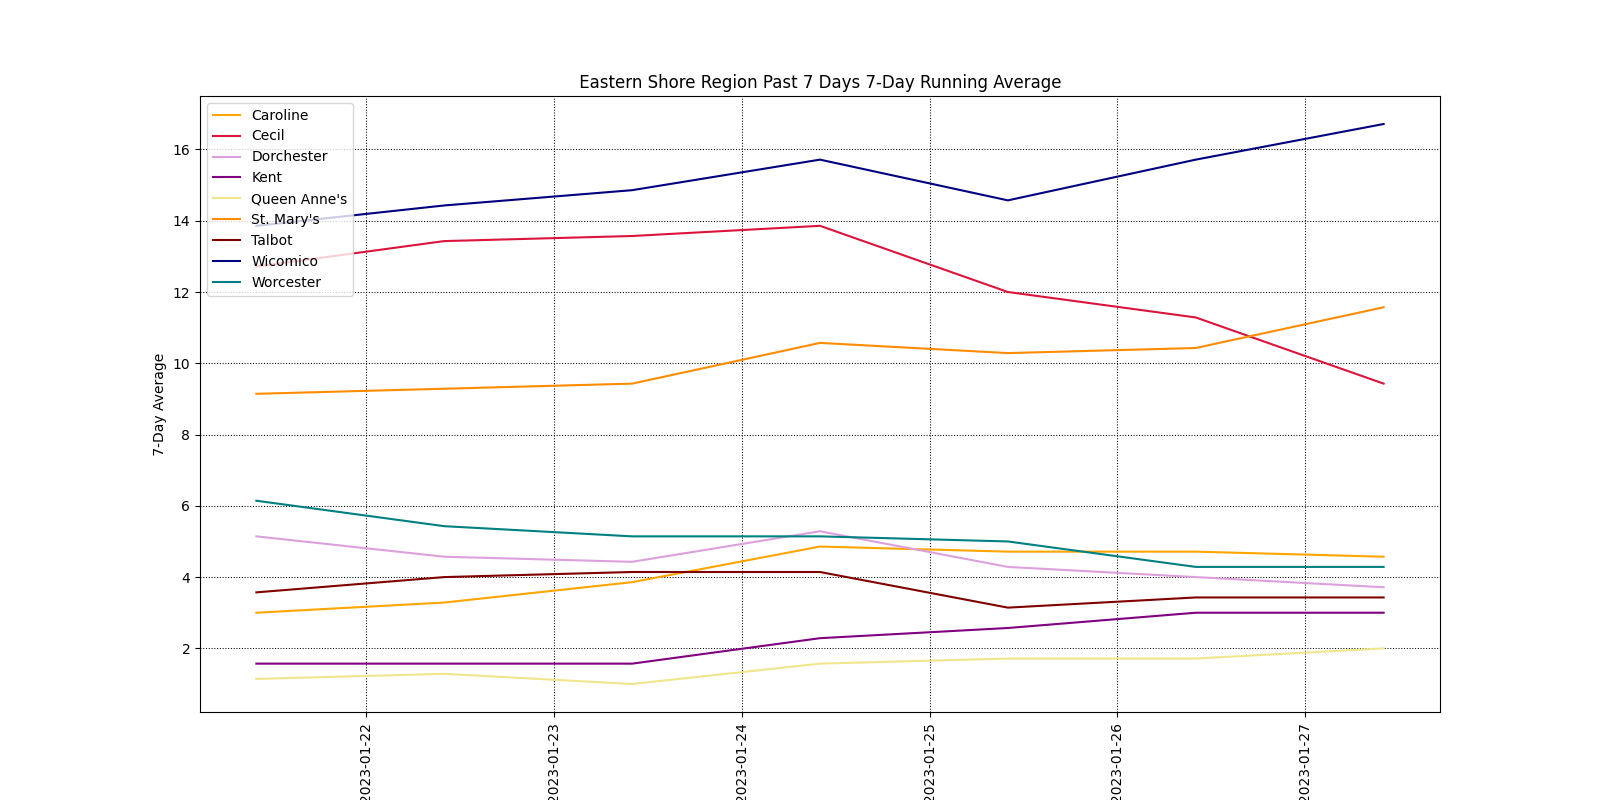 Eastern Shore Region Past 7 Days 7-Day Running Average
Caroline
Cecil
Dorchester
Kent
Queen Anne's
St. Mary's
Talbot
Wicomico
Worcester
7-Day Average
16
14
12
10
8
6
4
2
2023-01-22
2023-01-23
2023-01-24
2023-01-25
2023-01-26
2023-01-27